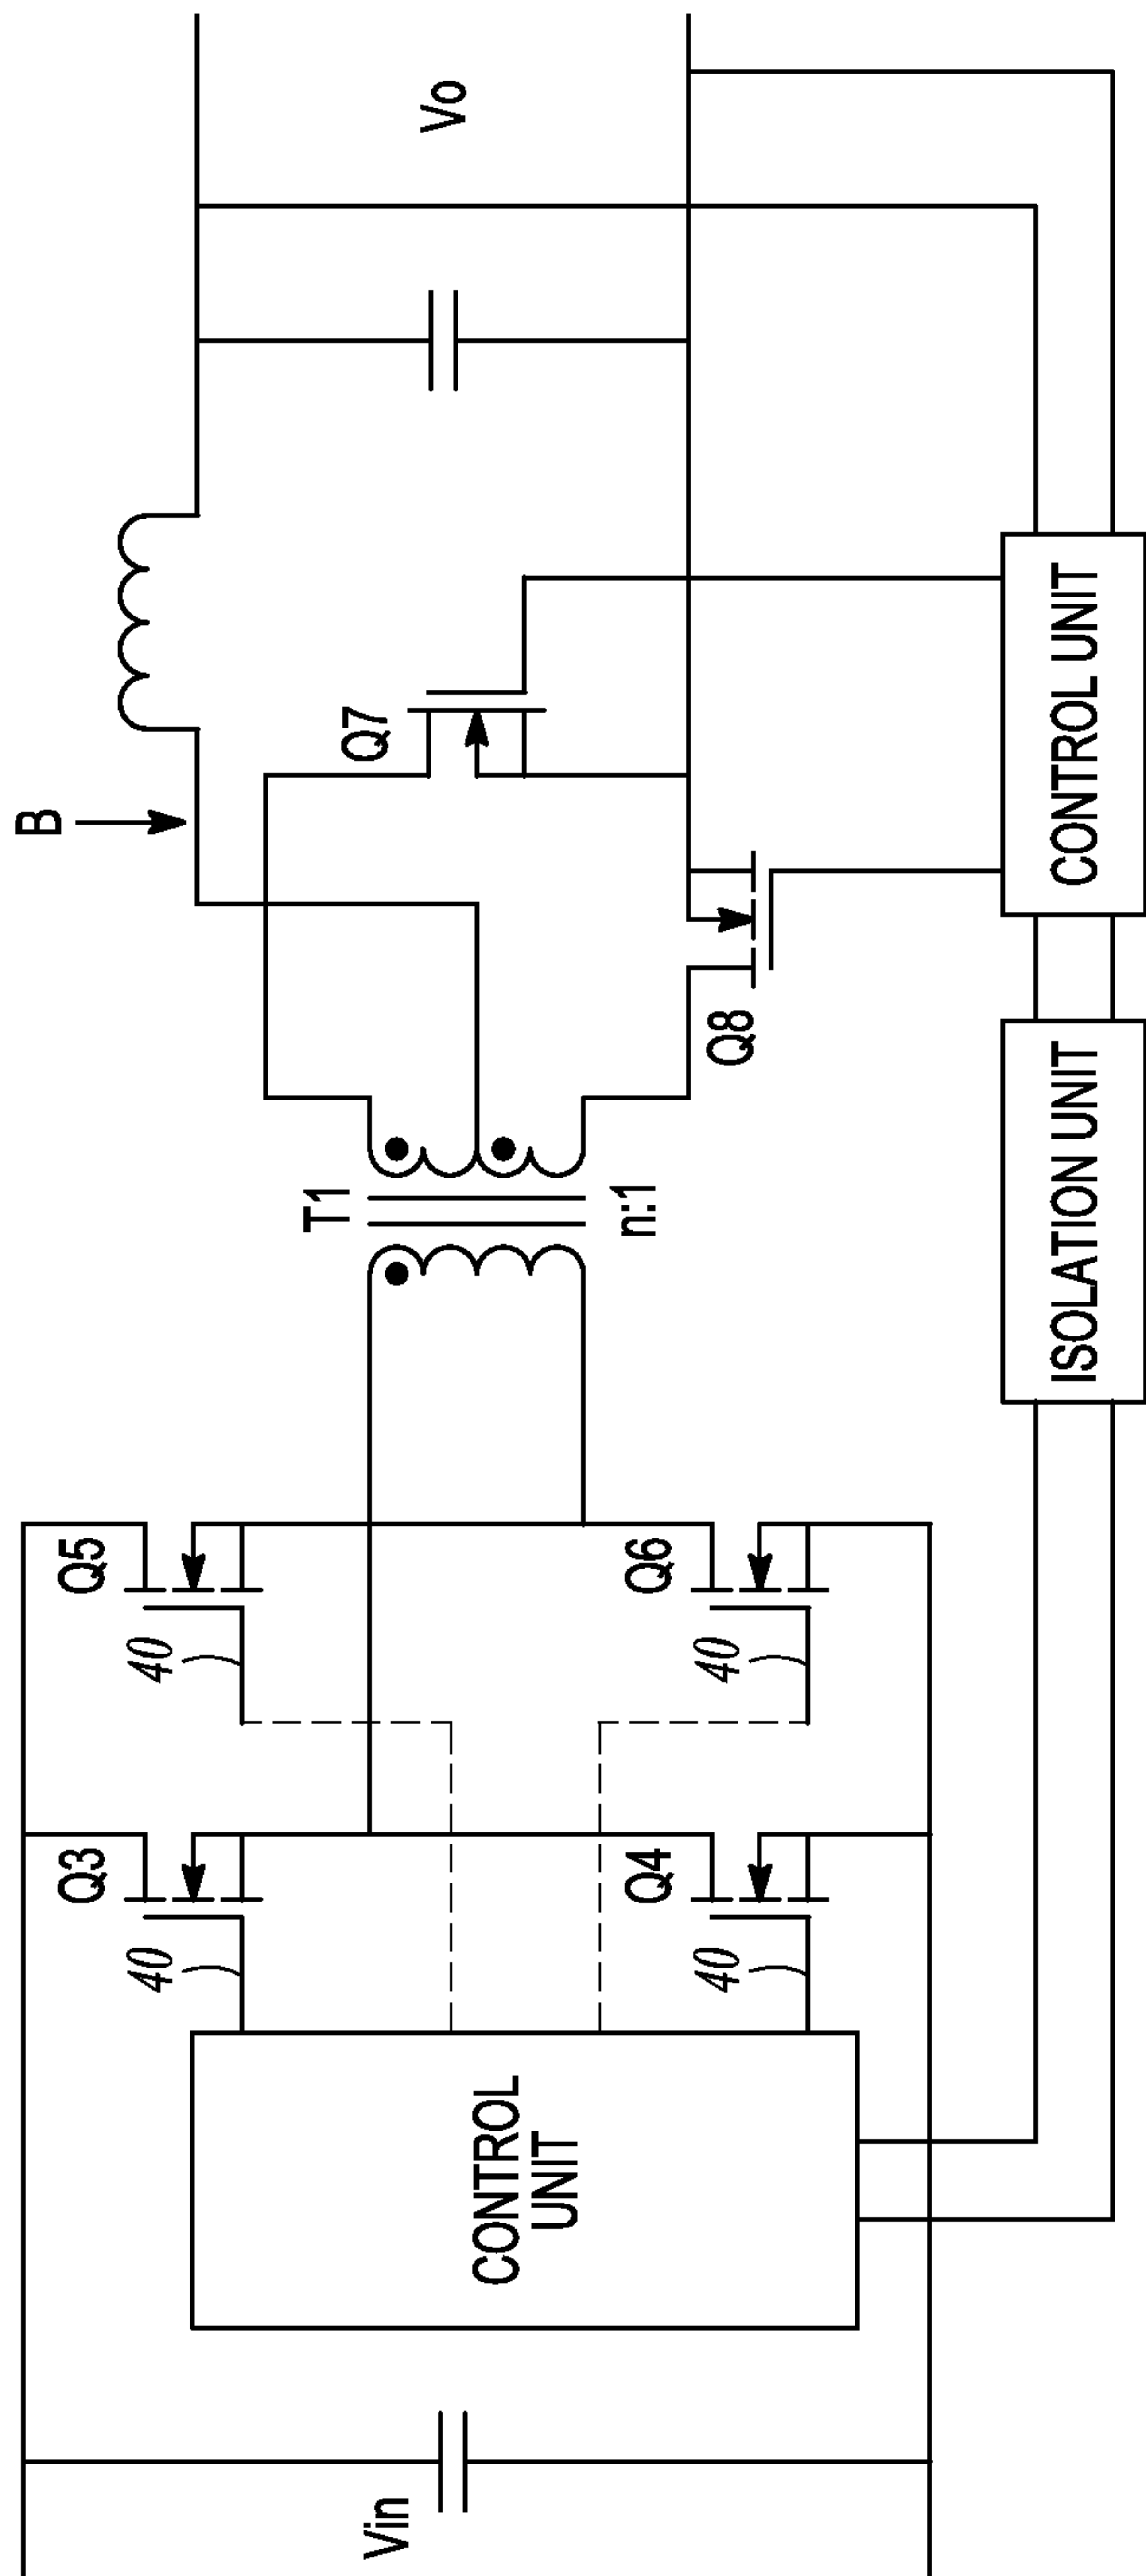 Vin
CONTROL
UNIT
Q3
40
Q4
40
Q5
40
Q6
40
T1
n:1
Q7
Q8
B
Vo
ISOLATION UNIT
CONTROL UNIT